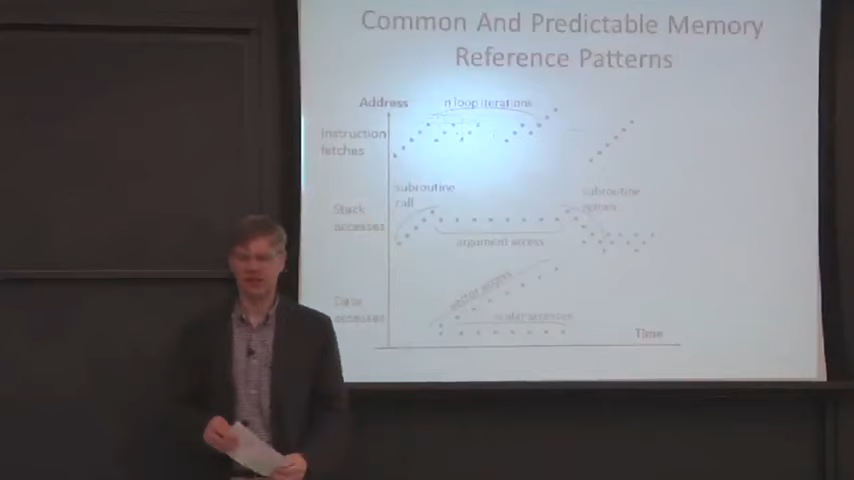 Common And Predictable Memory
Reference Patterns
Address
n loop iterations
Instruction
fetches
subroutine
call
subroutine
return
Stack
accesses
argument access
vector access
Data
accesses
scalar accesses
Time